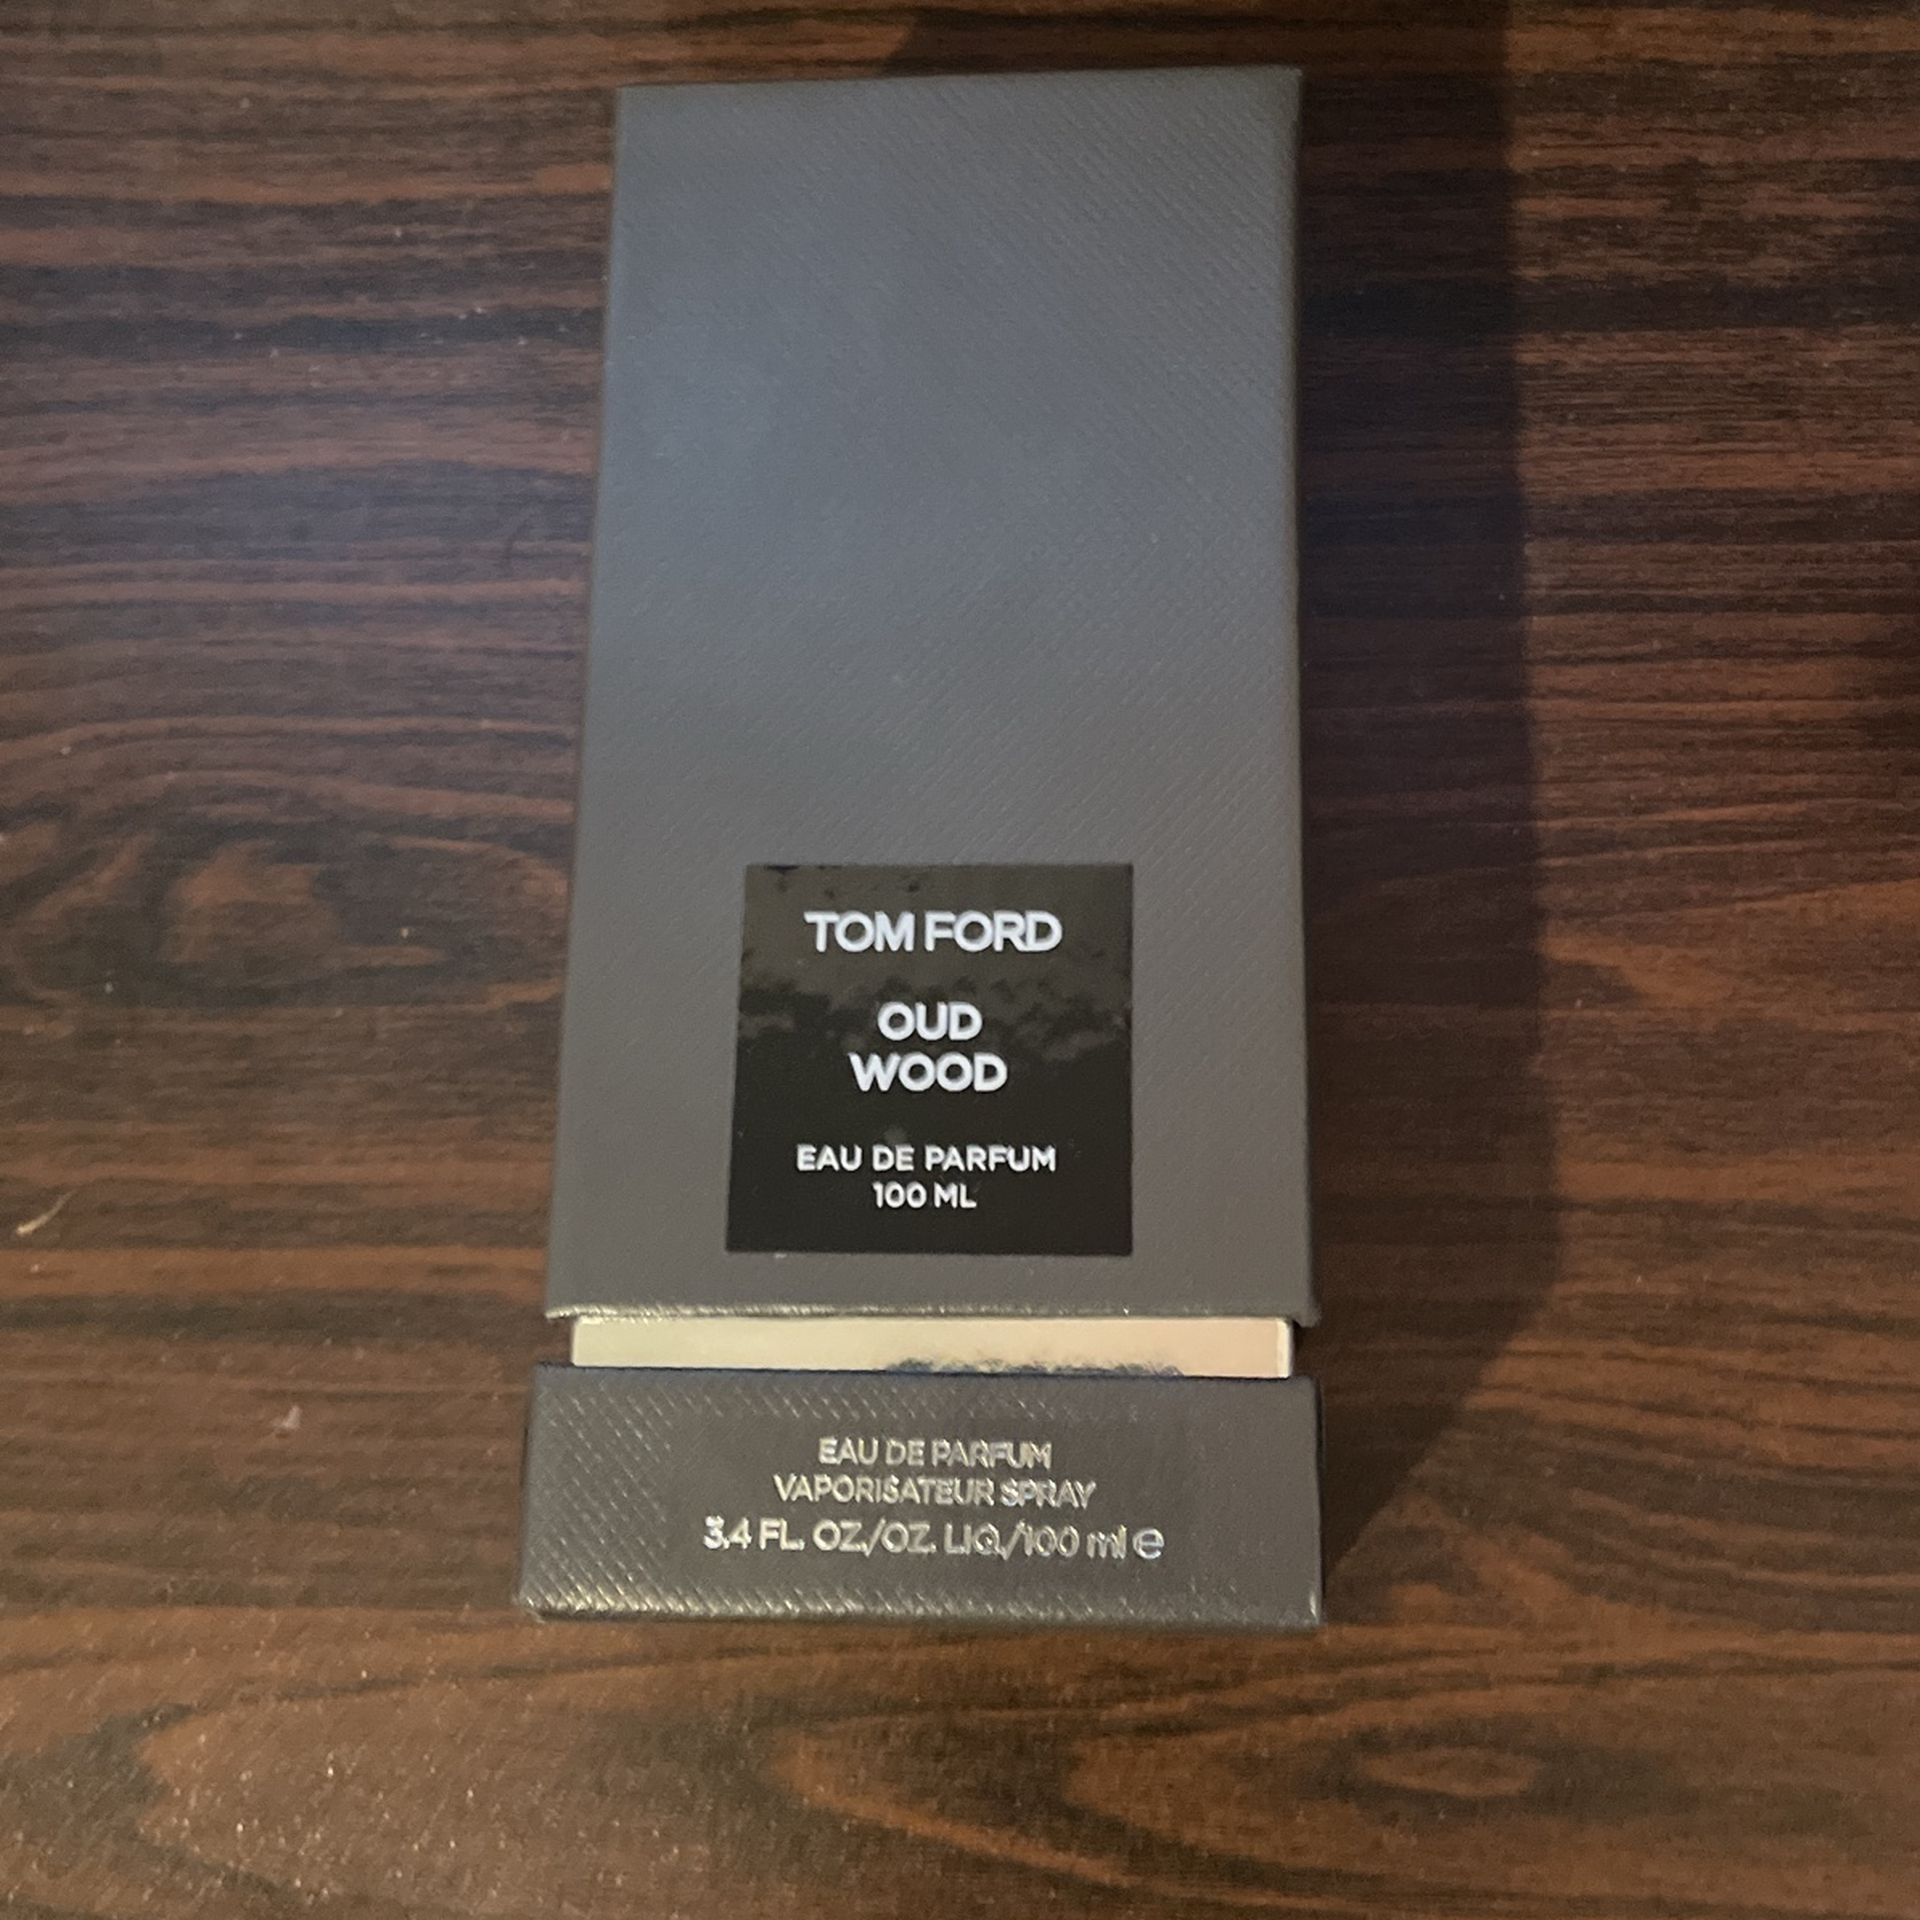 TOM FORD
OUD
WOOD
EAU DE PARFUM
100 ML
EAU DE PARFUM
VAPORISATEUR SPRAY
3.4 FL. OZ./OZ. LIQ./100 ml e